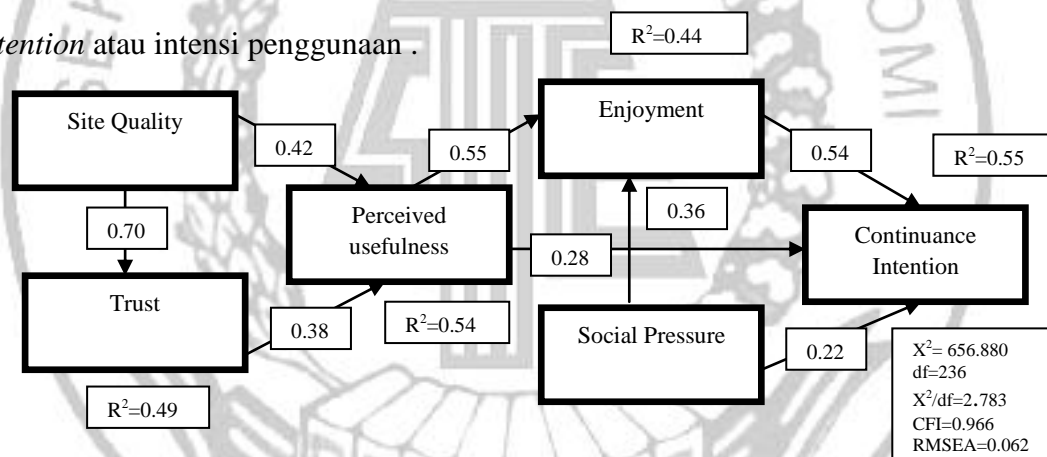 tention atau intensi penggunaan .
R²=0.44
Site Quality
Enjoyment
0.42
0.55
0.54
R²=0.55
Perceived
usefulness
0.36
0.70
0.28
Continuance
Intention
Trust
0.38
R²=0.54
Social Pressure
0.22
R²=0.49
X²= 656.880
df=236
X²/df=2.783
CFI=0.966
RMSEA=0.062